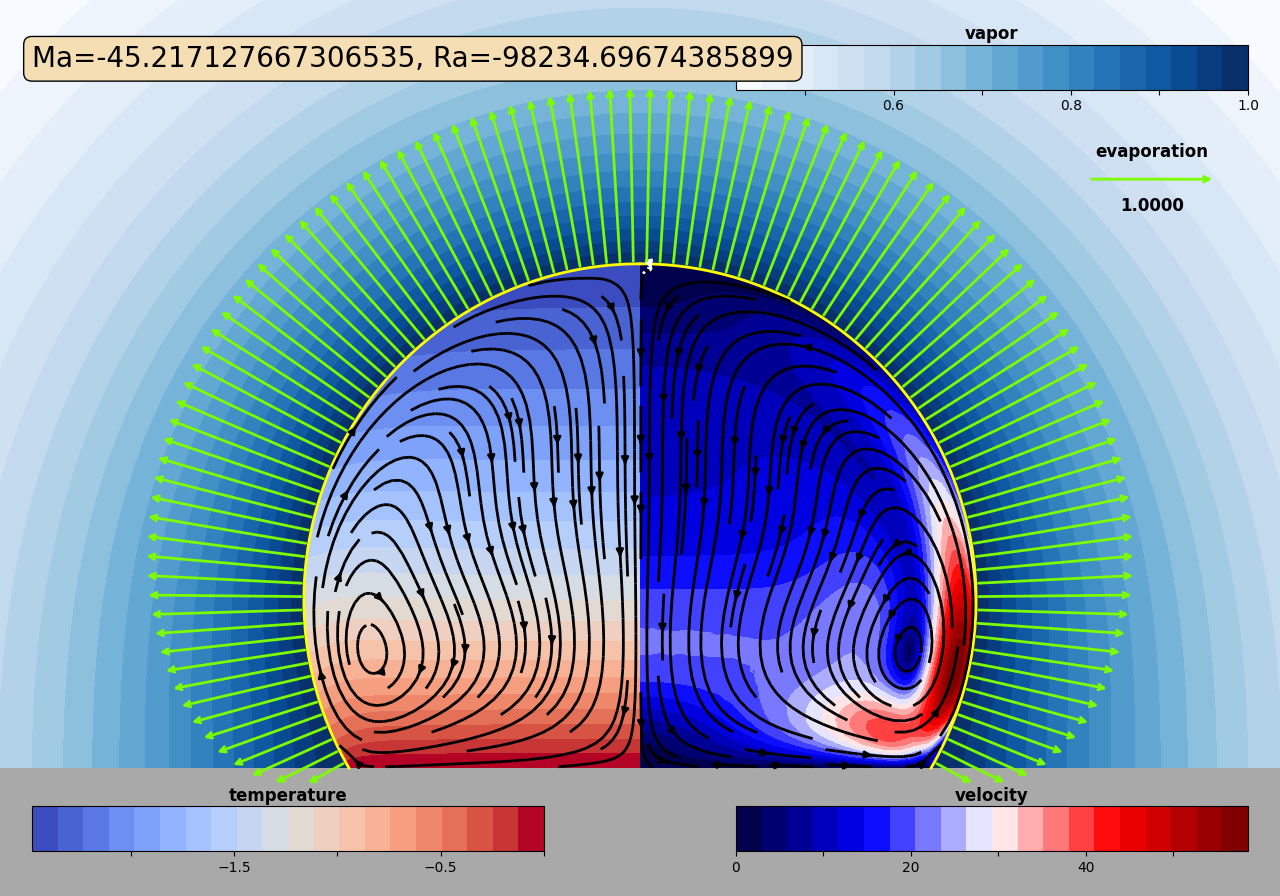 vapor
Ma=-45.217127667306535, Ra=-98234.69674385899
0.6 0.8 1.0
evaporation
1.0000
temperature velocity
−1.5 −0.5 0 20 40